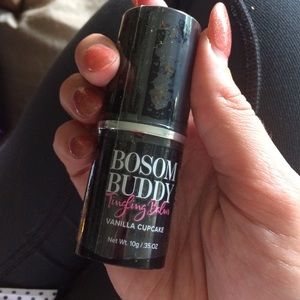 BOSOM
BUDDY
Tingling Balm
VANILLA CUPCAKE
Net Wt. 10g / .35 OZ